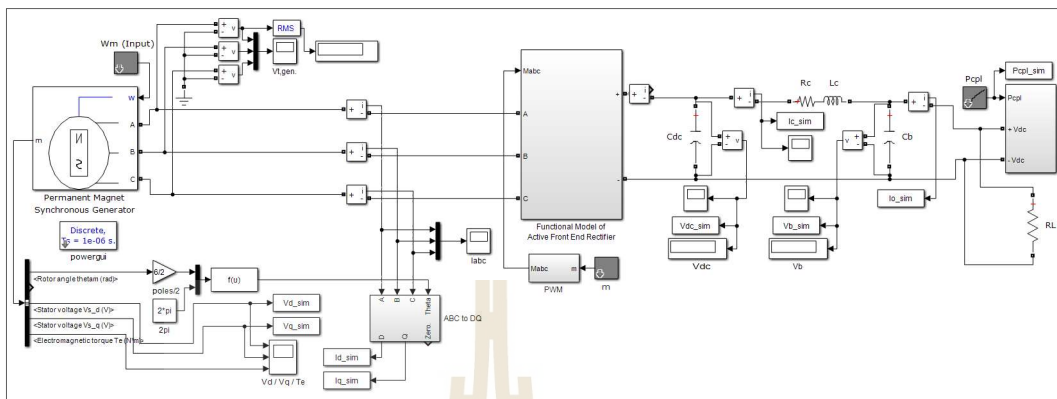 Wm (Input)
w
A
m
B
C
N
S
Permanent Magnet
Synchronous Generator
Discrete,
Ts = 1e-06 s.
powergui
+
-
v
+
-
v
+
-
v
RMS
Vt,gen.
+
-
i
+
-
i
+
-
i
Iabc
Mabc
A
B
C
+
-
Functional Model of
Active Front End Rectifier
Mabc
m
PWM
m
+
-
i
Cdc
+
-
v
Vdc_sim
Vdc
+
-
i
Ic_sim
Rc
Lc
+
-
v
Cb
Vb_sim
Vb
+
-
i
Io_sim
Pcpl
Pcpl_sim
Pcpl
+ Vdc
- Vdc
RL
<Rotor angle thetam (rad)>
6/2
poles/2
2*pi
2pi
f(u)
<Stator voltage Vs_d (V)>
<Stator voltage Vs_q (V)>
<Electromagnetic torque Te (N*m)>
Vd_sim
Vq_sim
Vd / Vq / Te
A
B
C
Theta
D
Q
Zero
ABC to DQ
Id_sim
Iq_sim